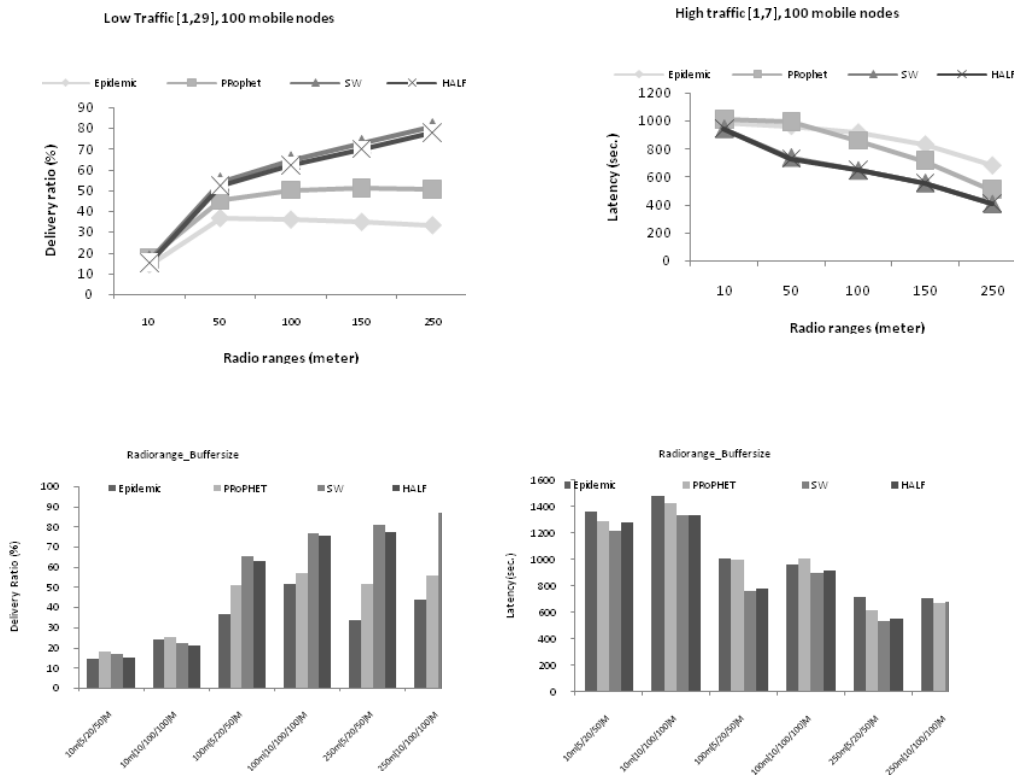 Low Traffic [1,29], 100 mobile nodes
Epidemic PRophet SW HALF
Delivery ratio (%)
90
80
70
60
50
40
30
20
10
0
10 50 100 150 250
Radio ranges (meter)
High traffic [1,7], 100 mobile nodes
Epidemic PRophet SW HALF
Latency (sec.)
1200
1000
800
600
400
200
0
10 50 100 150 250
Radio ranges (meter)
Radiorange_Buffersize
Epidemic PRoPHET SW HALF
Delivery Ratio (%)
100
90
80
70
60
50
40
30
20
10
0
10m[5/20/50]M
10m[10/100/100]M
100m[5/20/50]M
100m[10/100/100]M
250m[5/20/50]M
250m[10/100/100]M
Radiorange_Buffersize
Epidemic PRoPHET SW HALF
Latency(sec.)
1600
1400
1200
1000
800
600
400
200
0
10m[5/20/50]M
10m[10/100/100]M
100m[5/20/50]M
100m[10/100/100]M
250m[5/20/50]M
250m[10/100/100]M